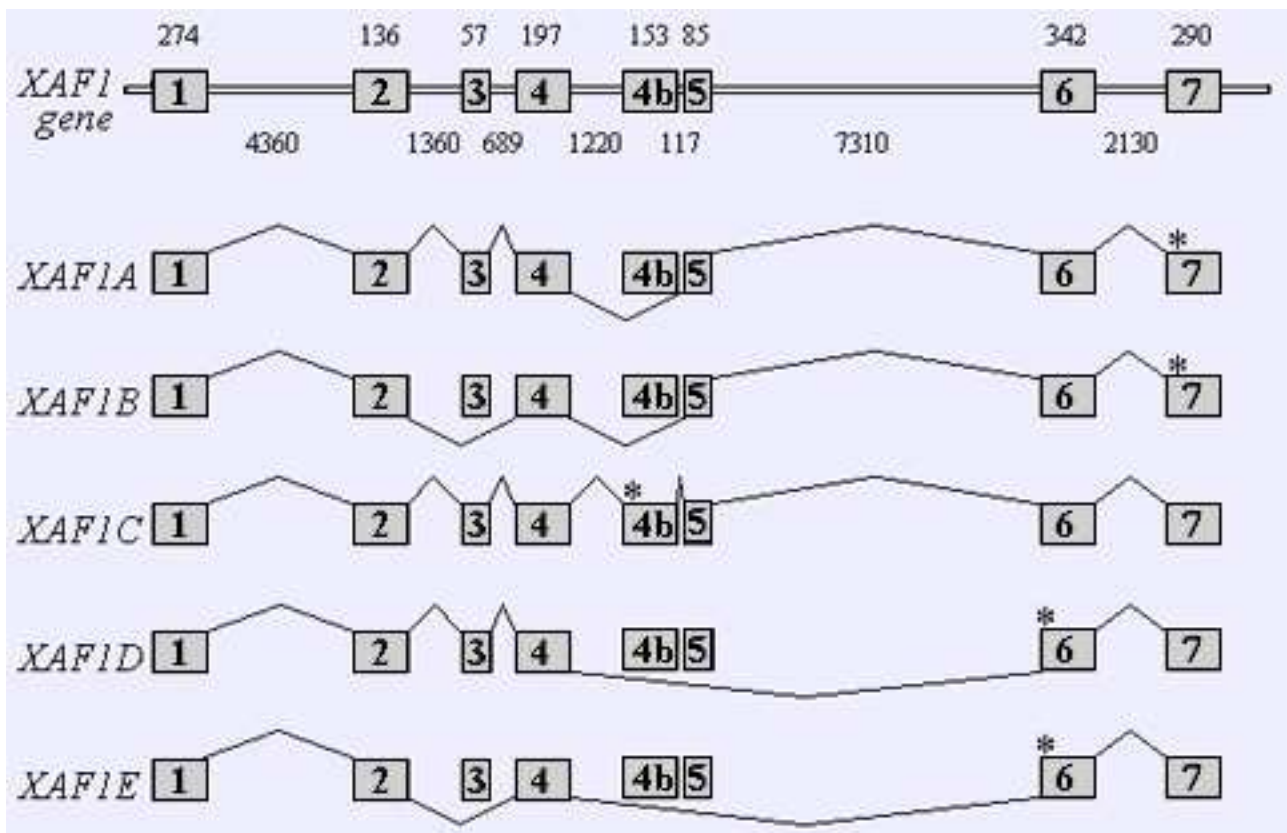 274 136 57 197 153 85 342 290
XAF1 1 2 3 4 4b 5 6 7
gene
4360 1360 689 1220 117 7310 2130
*
XAF1A 1 2 3 4 4b 5 6 7
*
XAF1B 1 2 3 4 4b 5 6 7
*
XAF1C 1 2 3 4 4b 5 6 7
*
XAF1D 1 2 3 4 4b 5 6 7
*
XAF1E 1 2 3 4 4b 5 6 7